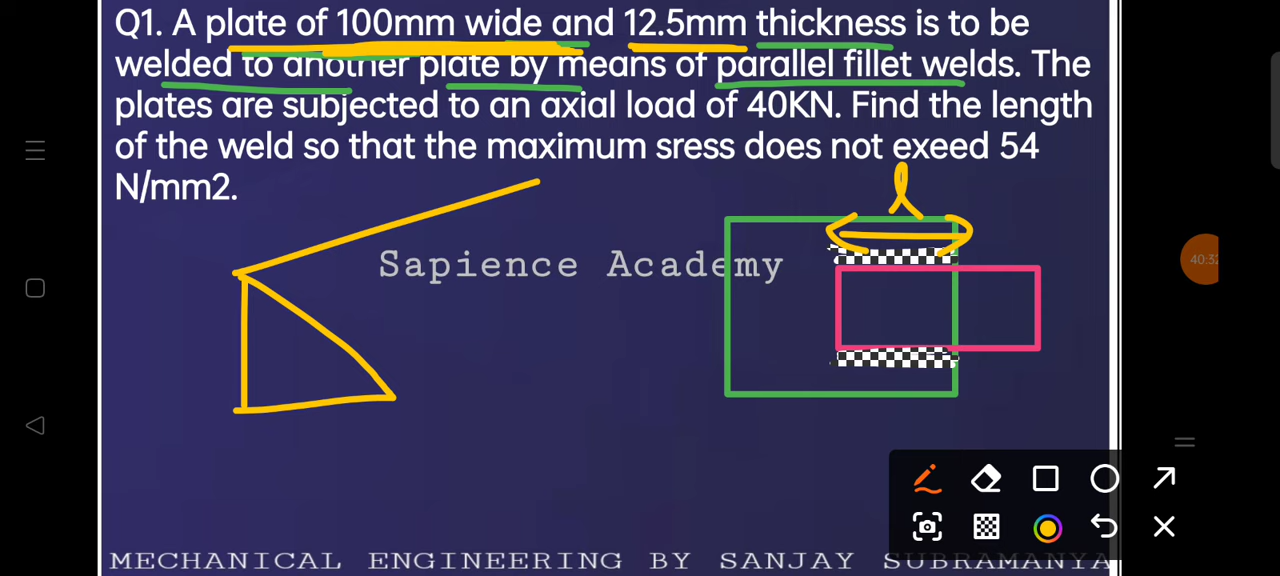 Q1. A plate of 100mm wide and 12.5mm thickness is to be
welded to another plate by means of parallel fillet welds. The
plates are subjected to an axial load of 40KN. Find the length
of the weld so that the maximum sress does not exeed 54
N/mm2.
l
Sapience Academy
40:32
MECHANICAL ENGINEERING BY SANJAY SUBRAMANYA